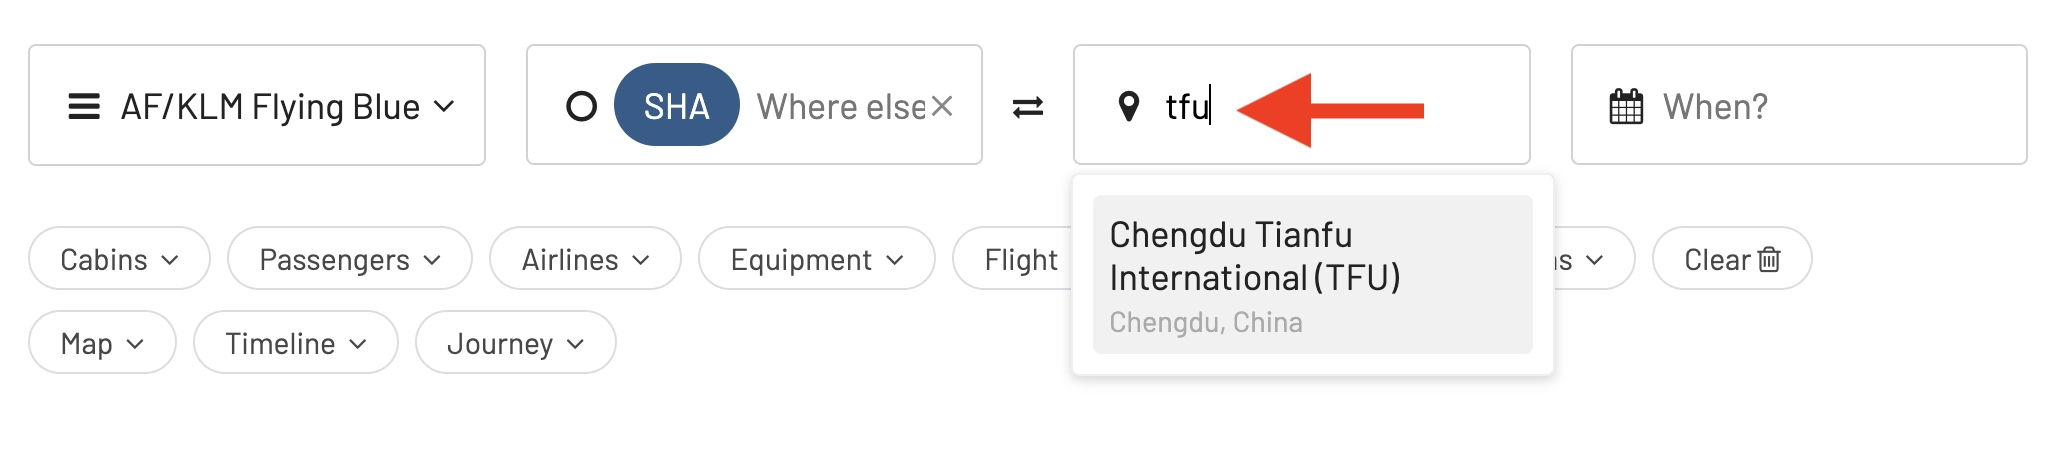 AF/KLM Flying Blue
SHA Where else
tfu
When?
Chengdu Tianfu
International (TFU)
Chengdu, China
Cabins
Passengers
Airlines
Equipment
Flight
Clear
Map
Timeline
Journey